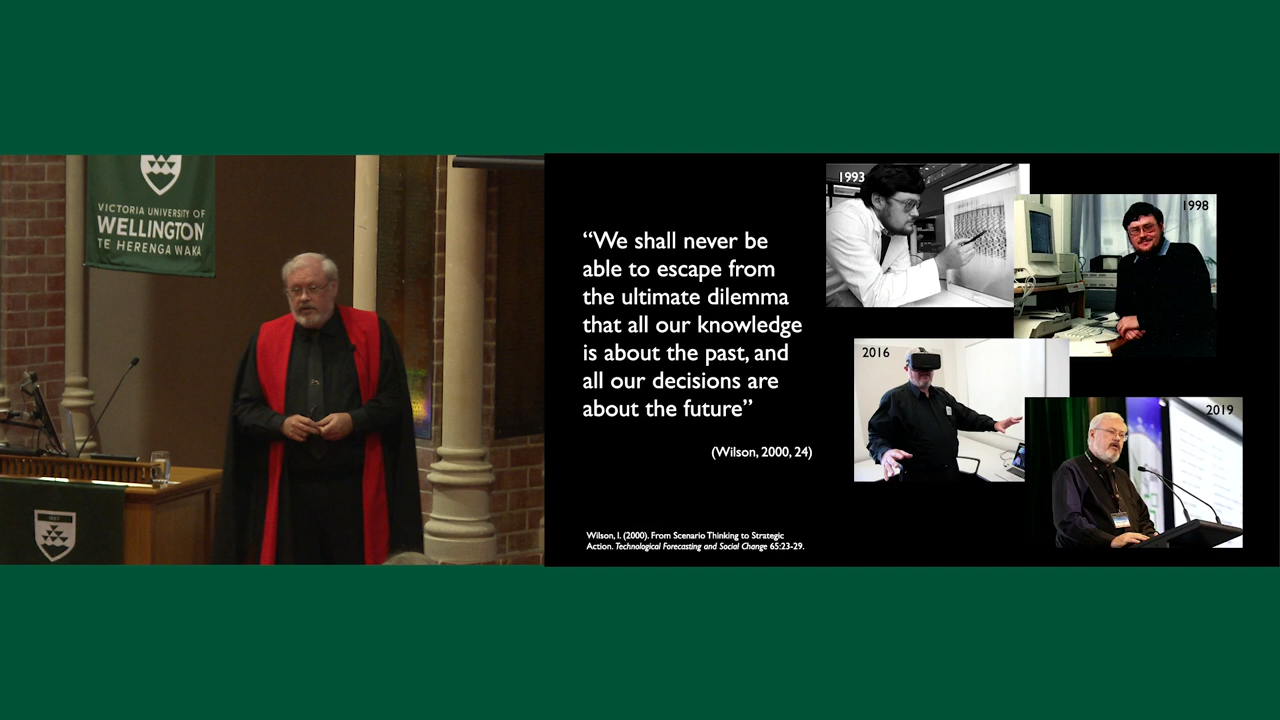 VICTORIA UNIVERSITY OF
WELLINGTON
TE HERENGA WAKA
“We shall never be
able to escape from
the ultimate dilemma
that all our knowledge
is about the past, and
all our decisions are
about the future”
(Wilson, 2000, 24)
Wilson, I. (2000). From Scenario Thinking to Strategic
Action. Technological Forecasting and Social Change 65:23-29.
1993
1998
2016
2019